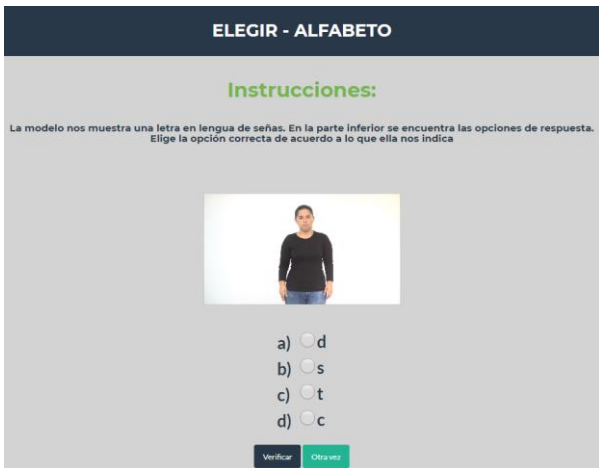 ELEGIR - ALFABETO
Instrucciones:
La modelo nos muestra una letra en lengua de señas. En la parte inferior se encuentra las opciones de respuesta.
Elige la opción correcta de acuerdo a lo que ella nos indica
a) d
b) s
c) t
d) c
Verificar Otra vez